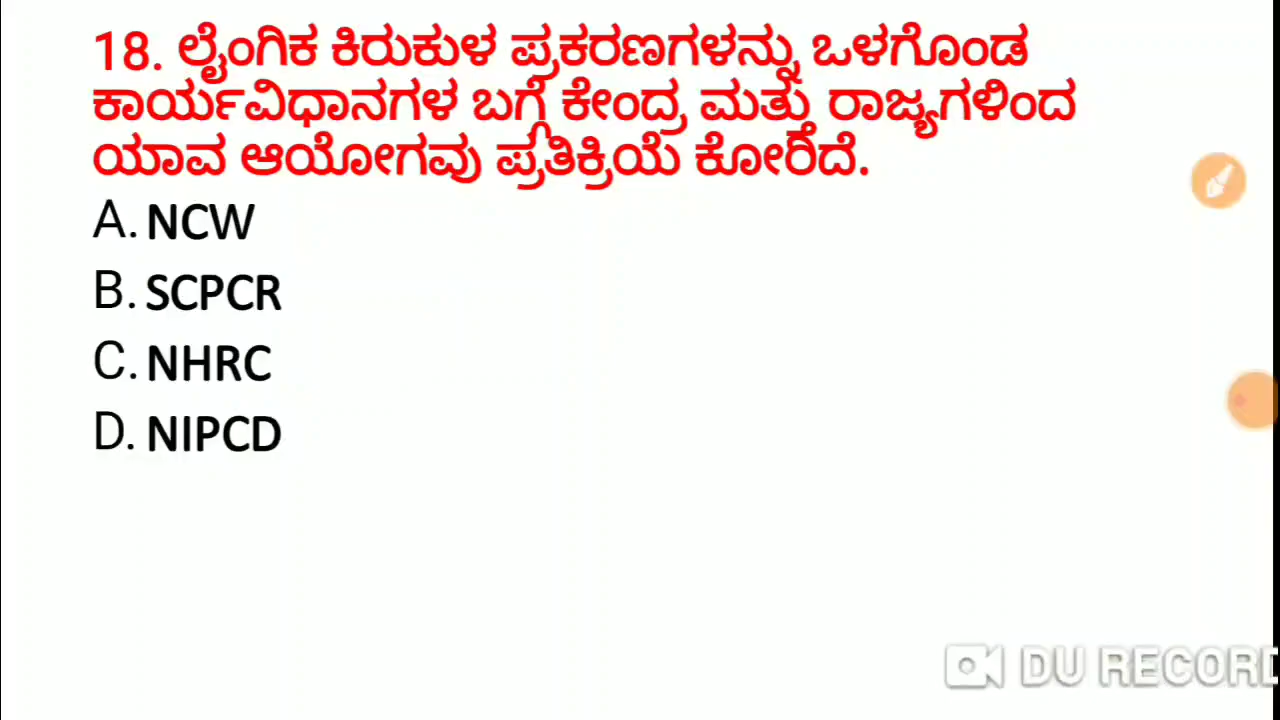 18. ಲೈಂಗಿಕ ಕಿರುಕುಳ ಪ್ರಕರಣಗಳನ್ನು ಒಳಗೊಂಡ
ಕಾರ್ಯವಿಧಾನಗಳ ಬಗ್ಗೆ ಕೇಂದ್ರ ಮತ್ತು ರಾಜ್ಯಗಳಿಂದ
ಯಾವ ಆಯೋಗವು ಪ್ರತಿಕ್ರಿಯೆ ಕೋರಿದೆ.
A. NCW
B. SCPCR
C. NHRC
D. NIPCD
DU RECORD